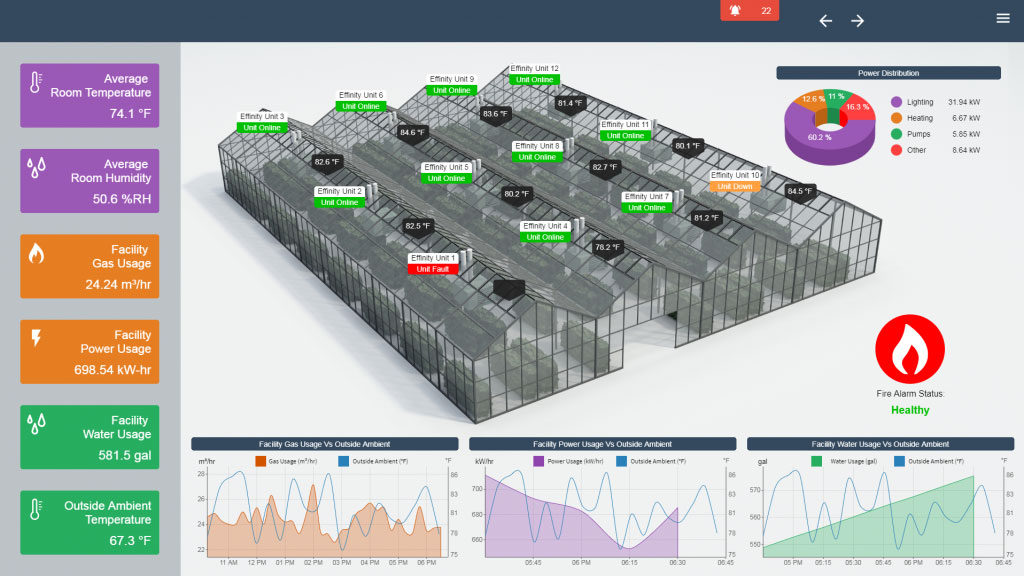 22
Average
Room Temperature
74.1 °F
Average
Room Humidity
50.6 %RH
Facility
Gas Usage
24.24 m³/hr
Facility
Power Usage
698.54 kW-hr
Facility
Water Usage
581.5 gal
Outside Ambient
Temperature
67.3 °F
Effinity Unit 12
Unit Online
Effinity Unit 9
Unit Online
Effinity Unit 6
Unit Online
Effinity Unit 3
Unit Online
81.4 °F
83.6 °F
84.6 °F
82.6 °F
Effinity Unit 11
Unit Online
Effinity Unit 8
Unit Online
Effinity Unit 5
Unit Online
Effinity Unit 2
Unit Online
80.1 °F
82.7 °F
80.2 °F
82.5 °F
Effinity Unit 10
Unit Down
Effinity Unit 7
Unit Online
Effinity Unit 4
Unit Online
Effinity Unit 1
Unit Fault
84.5 °F
81.2 °F
78.2 °F
Power Distribution
12.6 %
11 %
16.3 %
60.2 %
Lighting 31.94 kW
Heating 6.67 kW
Pumps 5.85 kW
Other 8.64 kW
Fire Alarm Status:
Healthy
Facility Gas Usage Vs Outside Ambient
m³/hr Gas Usage (m³/hr) Outside Ambient (°F) °F
28
26
24
22
86
83
81
78
75
11 AM 12 PM 01 PM 02 PM 03 PM 04 PM 05 PM 06 PM
Facility Power Usage Vs Outside Ambient
kW/hr Power Usage (kW/hr) Outside Ambient (°F) °F
700
680
660
86
83
81
78
75
05:45 06 PM 06:15 06:30 06:45
Facility Water Usage Vs Outside Ambient
gal Water Usage (gal) Outside Ambient (°F) °F
570
560
550
86
83
81
78
75
05 PM 05:15 05:30 05:45 06 PM 06:15 06:30 06:45